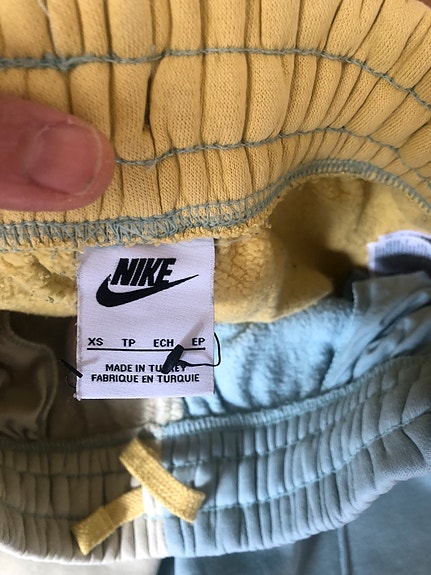 NIKE
XS TP ECH EP
MADE IN TURKEY
FABRIQUE EN TURQUIE